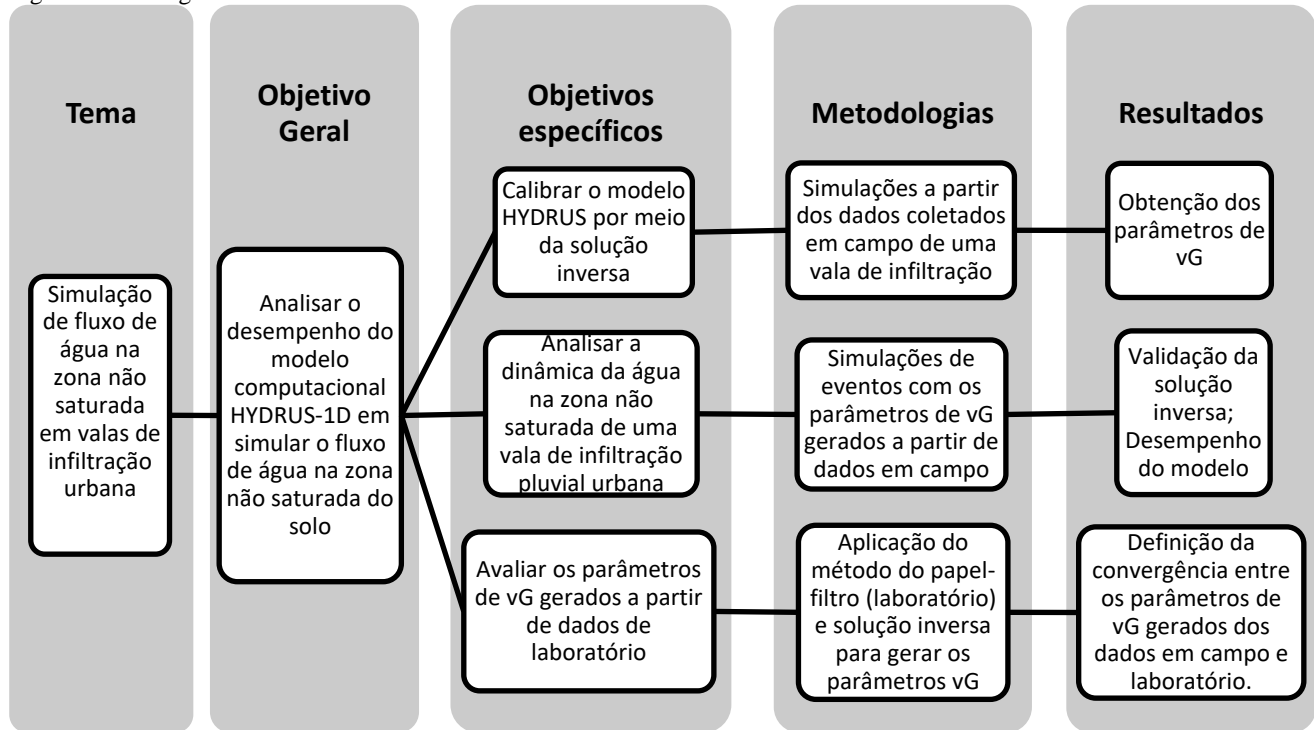 Tema
Objetivo
Geral
Objetivos
específicos
Metodologias
Resultados
Simulação
de fluxo de
água na
zona não
saturada
em valas de
infiltração
urbana
Analisar o
desempenho do
modelo
computacional
HYDRUS-1D em
simular o fluxo
de água na zona
não saturada do
solo
Calibrar o modelo
HYDRUS por meio
da solução
inversa
Simulações a partir
dos dados coletados
em campo de uma
vala de infiltração
Obtenção dos
parâmetros de
vG
Analisar a
dinâmica da água
na zona não
saturada de uma
vala de infiltração
pluvial urbana
Simulações de
eventos com os
parâmetros de vG
gerados a partir de
dados em campo
Validação da
solução
inversa;
Desempenho
do modelo
Avaliar os parâmetros
de vG gerados a partir
de dados de
laboratório
Aplicação do
método do papel-
filtro (laboratório)
e solução inversa
para gerar os
parâmetros vG
Definição da
convergência entre
os parâmetros de
vG gerados dos
dados em campo e
laboratório.